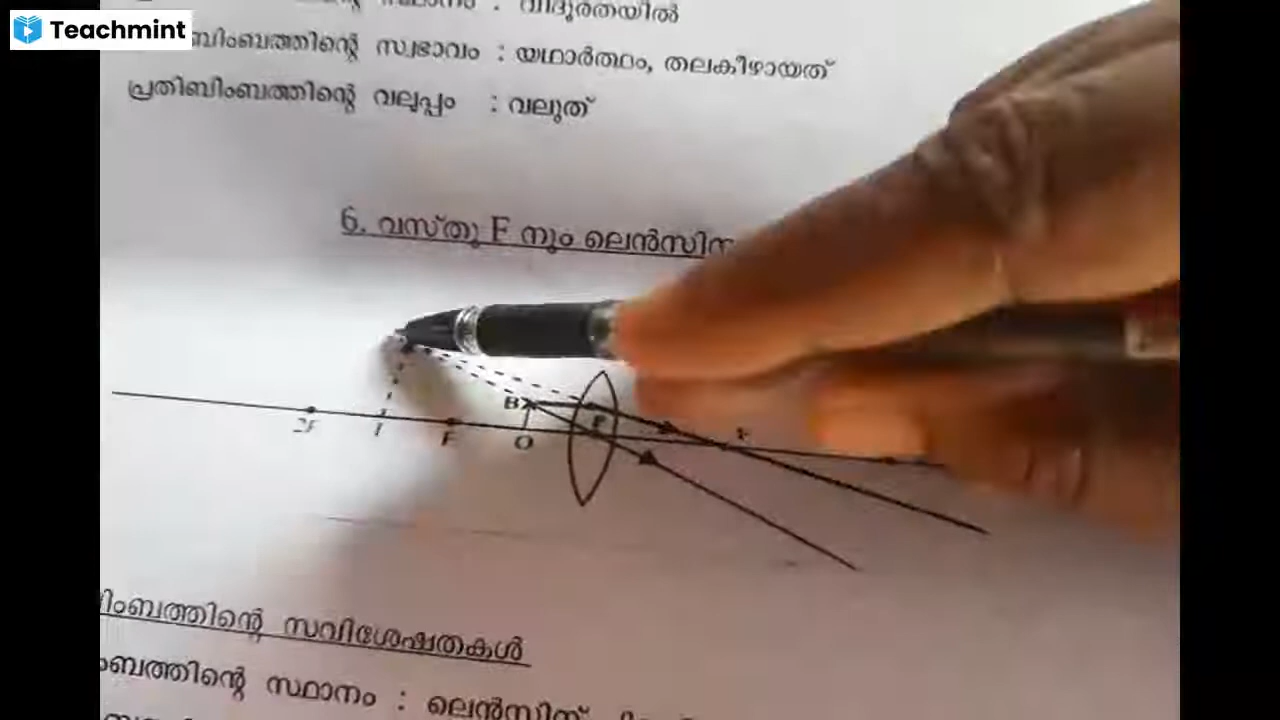 Teachmint
സ്ഥാനം : വിദൂരതയിൽ
ബിംബത്തിന്റെ സ്വഭാവം : യഥാർത്ഥം, തലകീഴായത്
പ്രതിബിംബത്തിന്റെ വലുപ്പം : വലുത്
6. വസ്തു F നും ലെൻസിന
2F I F B O P F
ിംബത്തിന്റെ സവിശേഷതകൾ
ംബത്തിന്റെ സ്ഥാനം : ലെൻസിന്